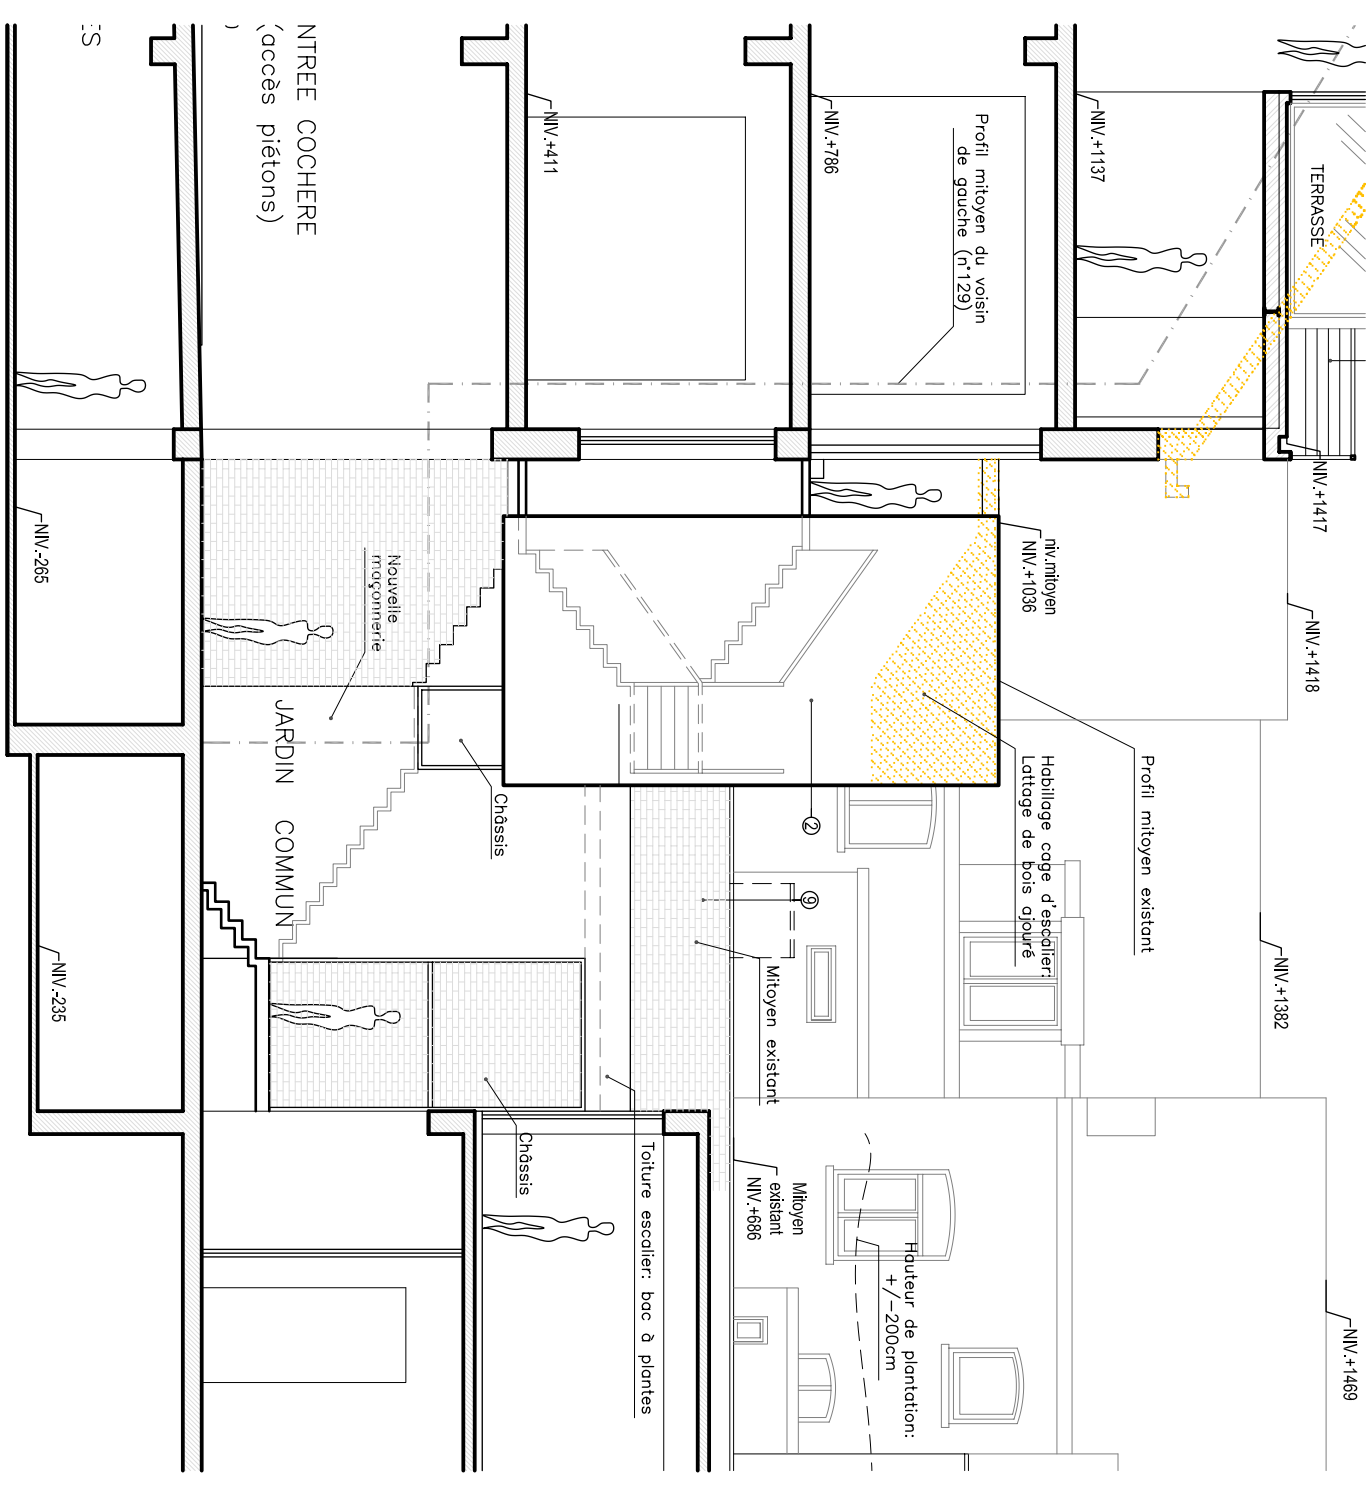 NIV.+1469
NIV.+1417
NIV.+1418
NIV.+1382
TERRASSE
Profil mitoyen existant
NIV.+1137
niv.mitoyen
NIV.+1036
Habillage cage d'escalier:
Lattage de bois ajouré
Profil mitoyen du voisin
de gauche (n°129)
Hauteur de plantation:
+/-200cm
NIV.+786
2
9
Mitoyen existant
Mitoyen
existant
NIV.+686
NIV.+411
Châssis
Châssis
Toiture escalier: bac à plantes
Nouvelle
maçonnerie
NTREE COCHERE
(accès piétons)
)
JARDIN COMMUN
ES
NIV.-265
NIV.-235